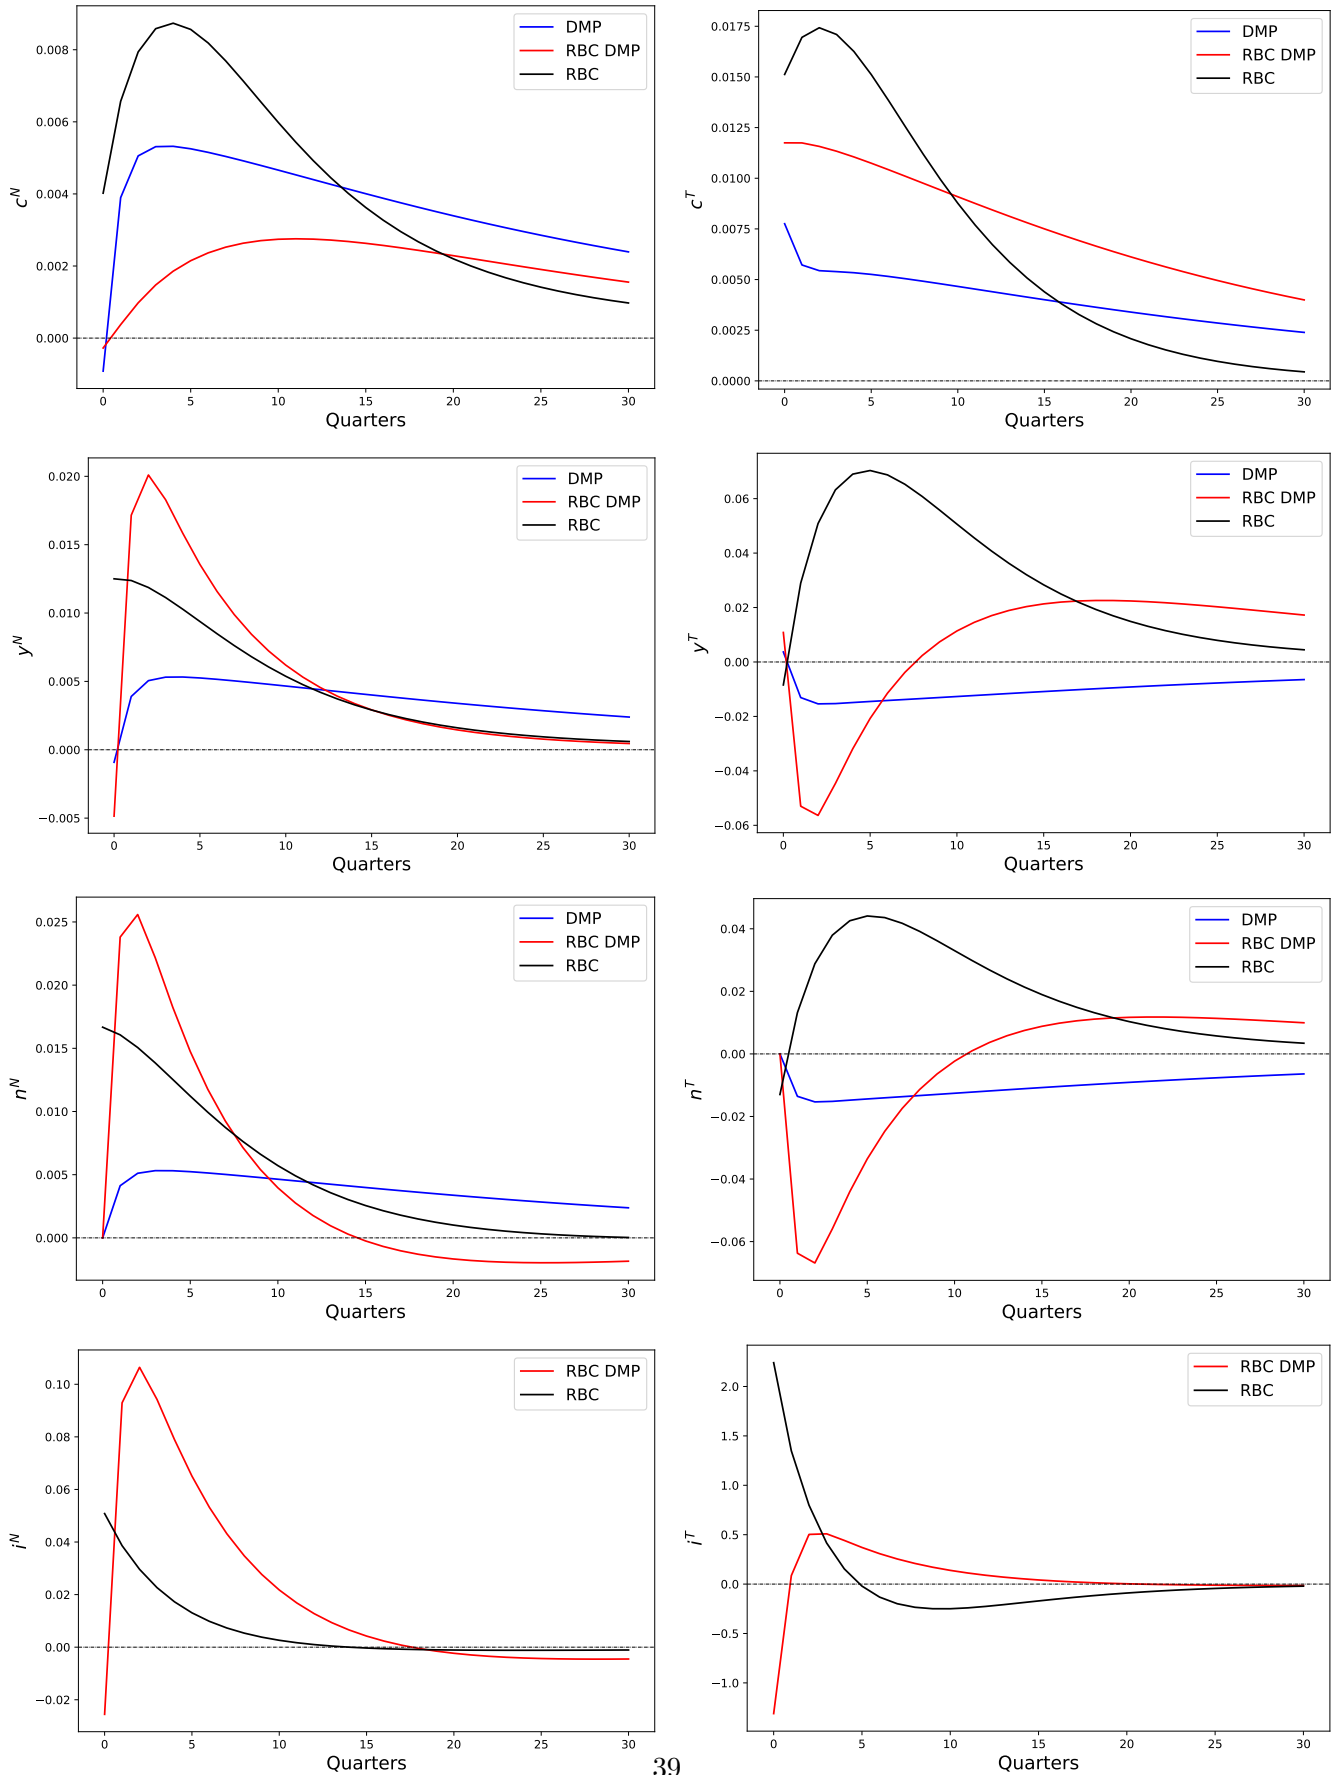 DMP
RBC DMP
RBC
0.008
0.006
0.004
0.002
0.000
c^N
0 5 10 15 20 25 30
Quarters
DMP
RBC DMP
RBC
0.0175
0.0150
0.0125
0.0100
0.0075
0.0050
0.0025
0.0000
c^T
0 5 10 15 20 25 30
Quarters
DMP
RBC DMP
RBC
0.020
0.015
0.010
0.005
0.000
−0.005
y^N
0 5 10 15 20 25 30
Quarters
DMP
RBC DMP
RBC
0.06
0.04
0.02
0.00
−0.02
−0.04
−0.06
y^T
0 5 10 15 20 25 30
Quarters
DMP
RBC DMP
RBC
0.025
0.020
0.015
0.010
0.005
0.000
n^N
0 5 10 15 20 25 30
Quarters
DMP
RBC DMP
RBC
0.04
0.02
0.00
−0.02
−0.04
−0.06
n^T
0 5 10 15 20 25 30
Quarters
RBC DMP
RBC
0.10
0.08
0.06
0.04
0.02
0.00
−0.02
i^N
0 5 10 15 20 25 30
Quarters
RBC DMP
RBC
2.0
1.5
1.0
0.5
0.0
−0.5
−1.0
i^T
0 5 10 15 20 25 30
Quarters
39